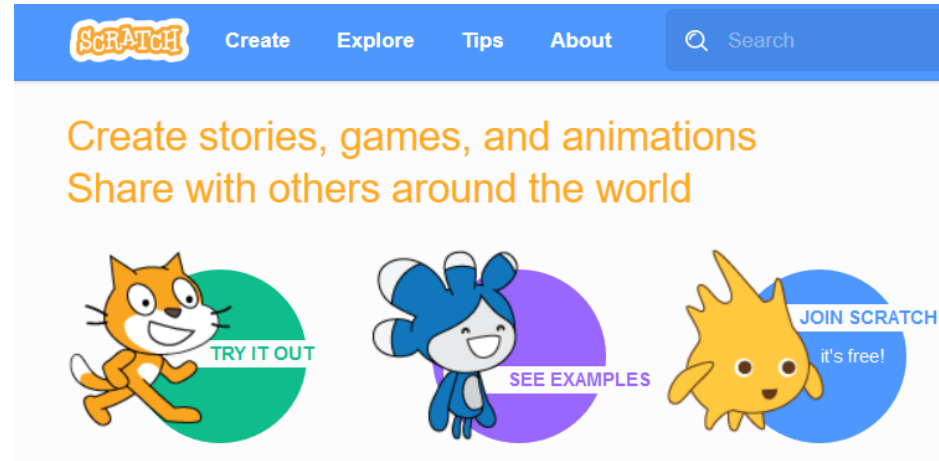 SCRATCH Create Explore Tips About Search
Create stories, games, and animations
Share with others around the world
TRY IT OUT
SEE EXAMPLES
JOIN SCRATCH
it's free!